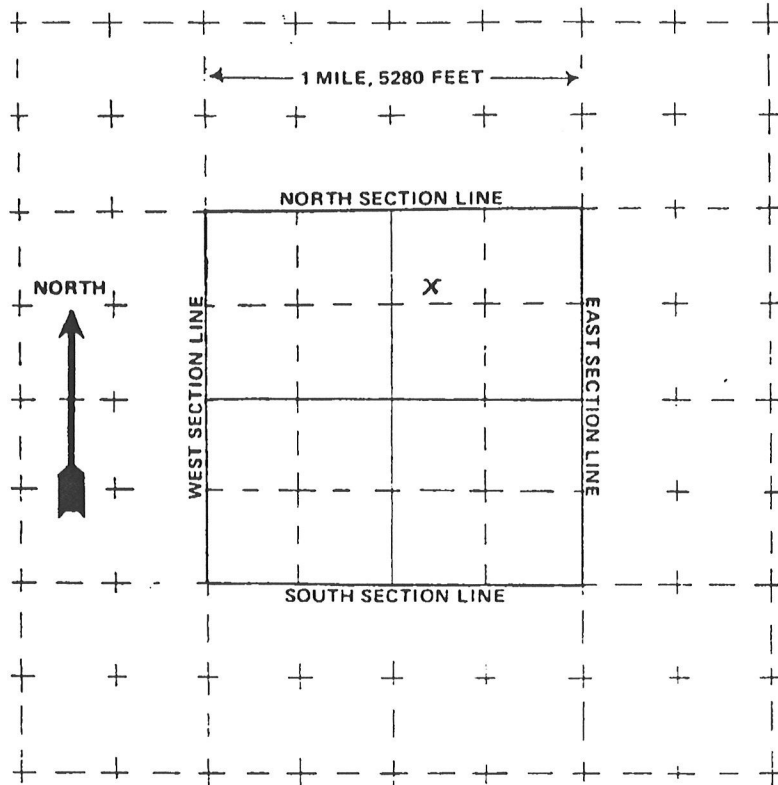 1 MILE, 5280 FEET
NORTH SECTION LINE
X
NORTH
WEST SECTION LINE
EAST SECTION LINE
SOUTH SECTION LINE